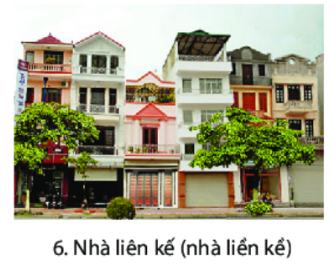 6. Nhà liên kế (nhà liền kề)